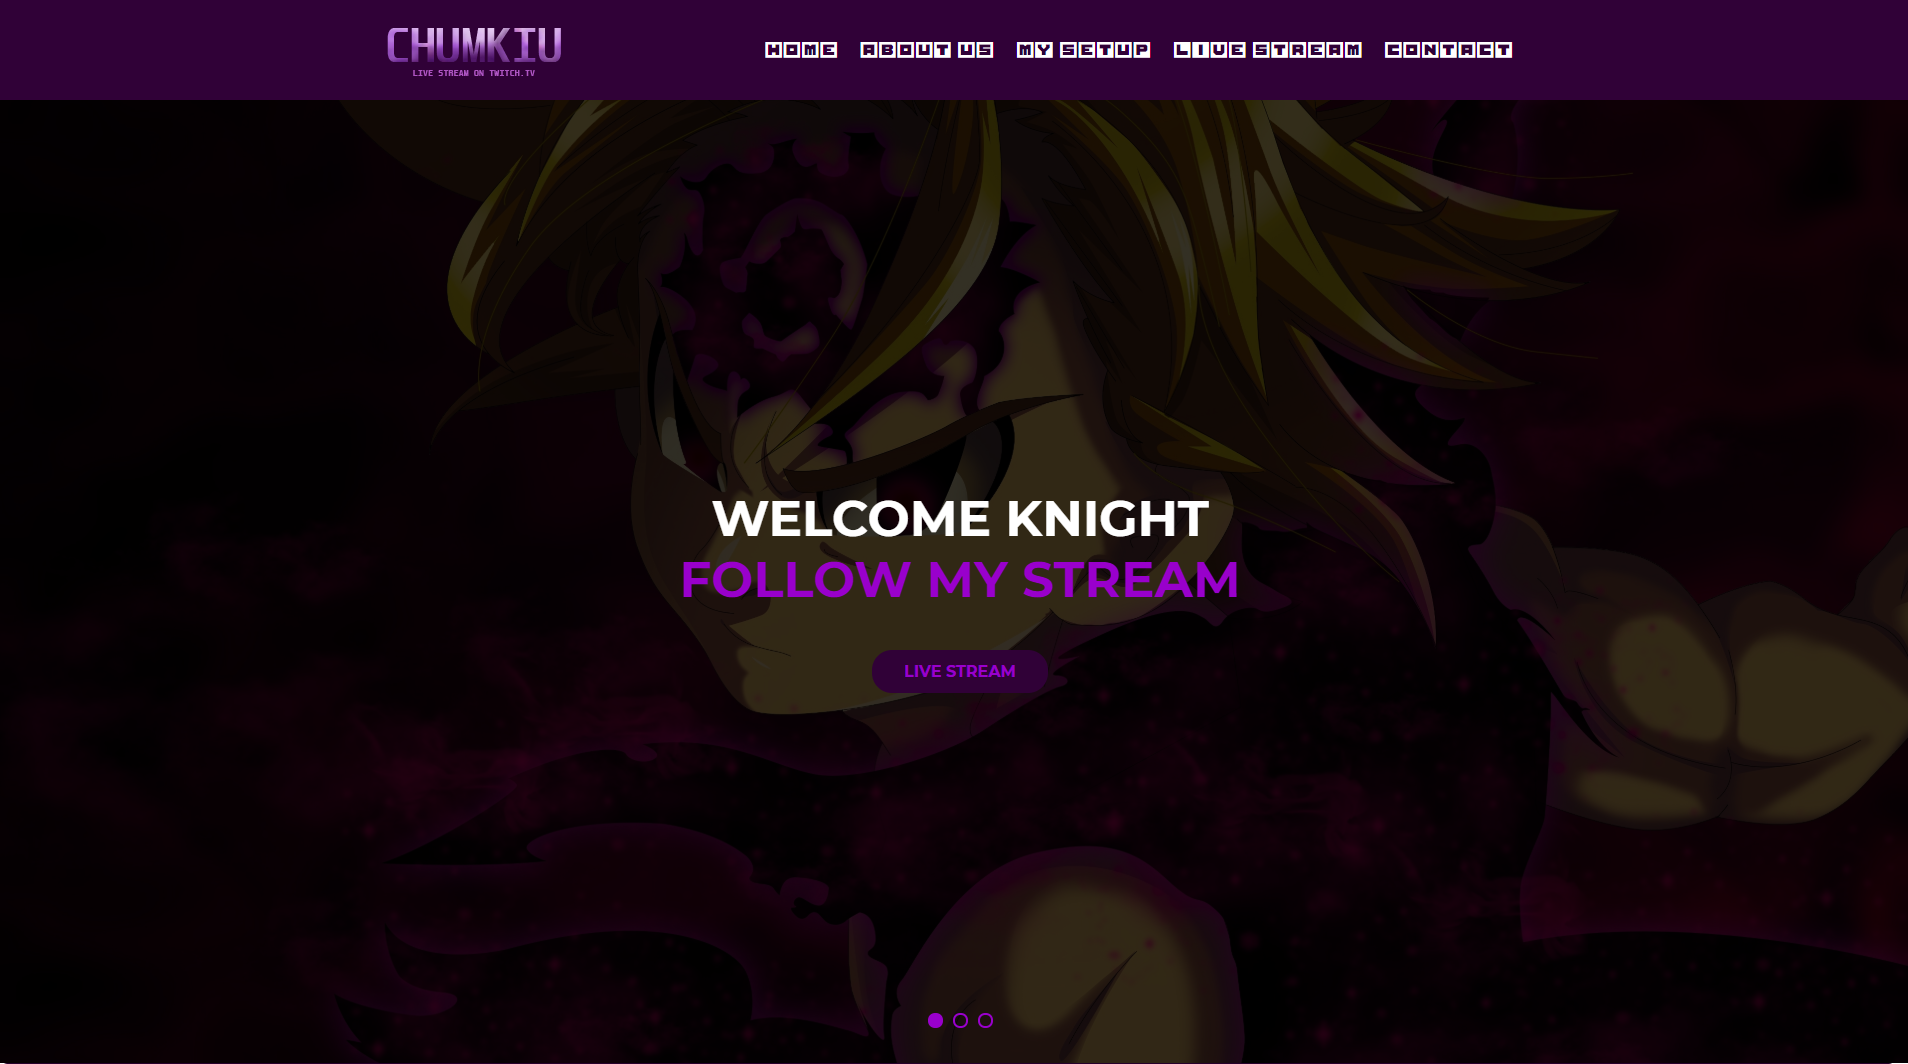 CHUMKIU
LIVE STREAM ON TWITCH.TV
HOME ABOUT US MY SETUP LIVE STREAM CONTACT
WELCOME KNIGHT
FOLLOW MY STREAM
LIVE STREAM